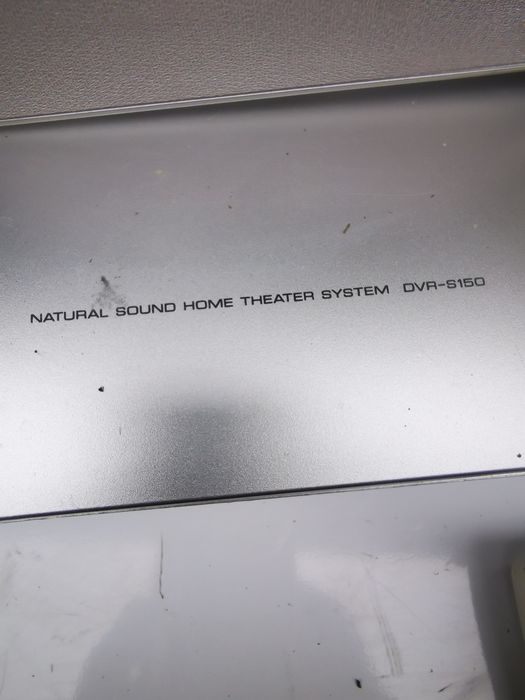 NATURAL SOUND HOME THEATER SYSTEM DVR-S150